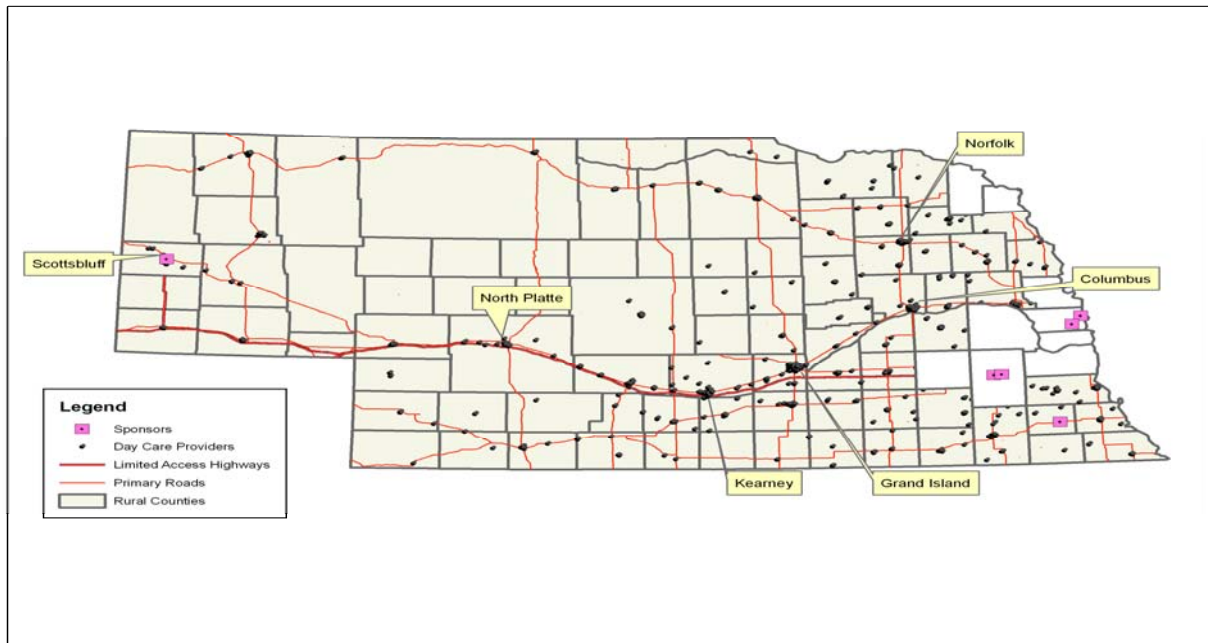 Norfolk
Scottsbluff
Columbus
North Platte
Legend
Sponsors
Day Care Providers
Limited Access Highways
Primary Roads
Rural Counties
Kearney
Grand Island